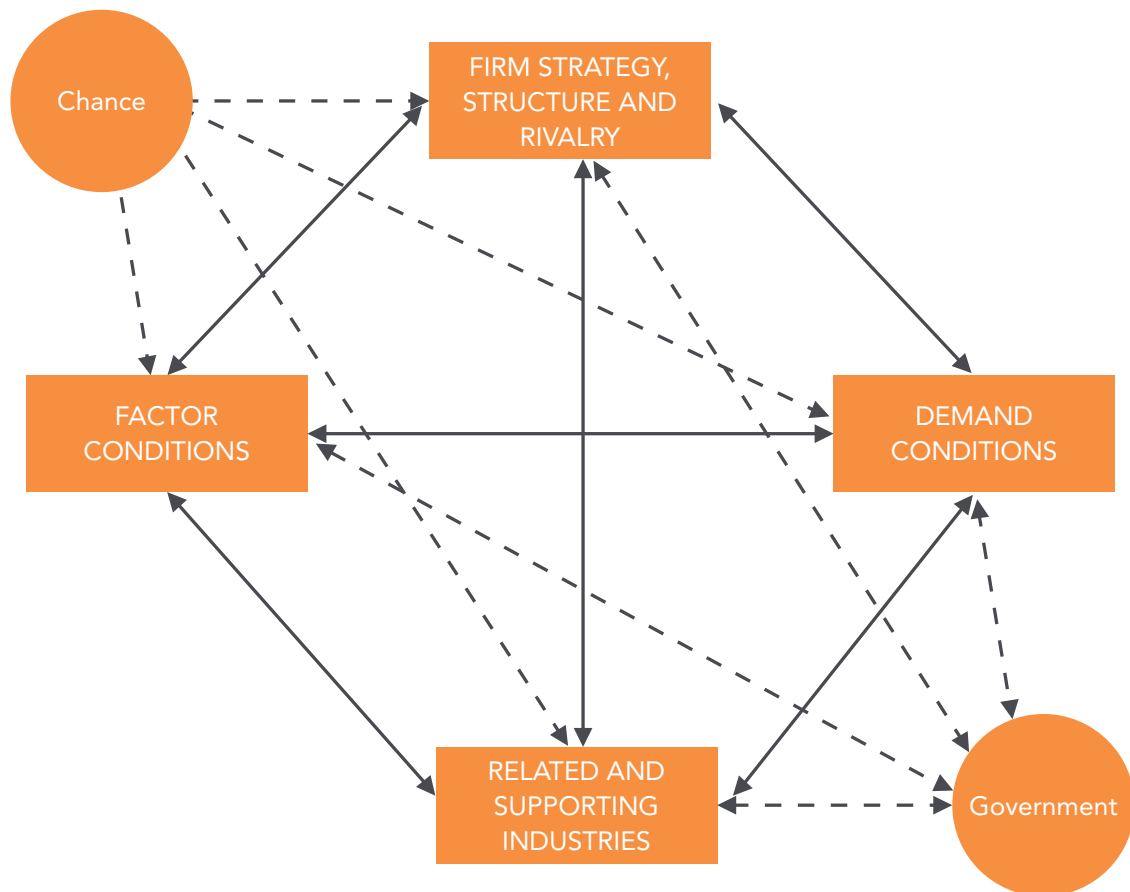 Chance
FIRM STRATEGY,
STRUCTURE AND
RIVALRY
FACTOR
CONDITIONS
DEMAND
CONDITIONS
RELATED AND
SUPPORTING
INDUSTRIES
Government